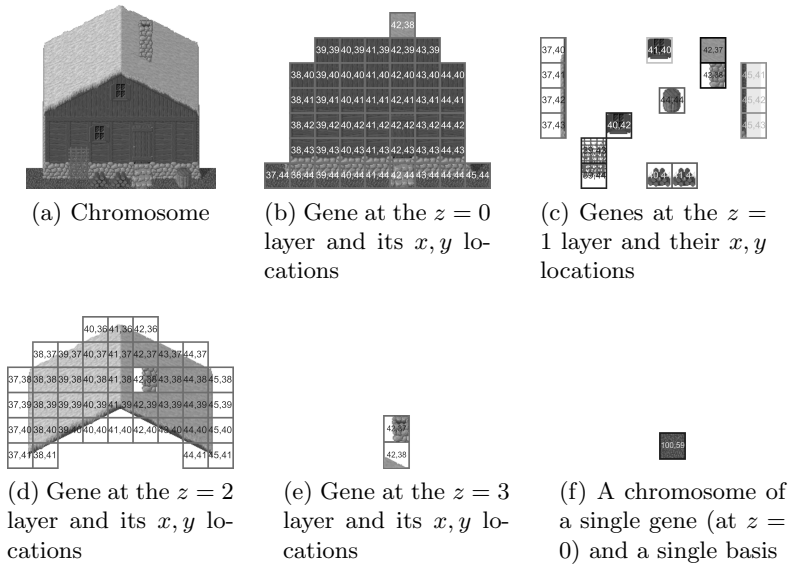 42,38
39,39 40,39 41,39 42,39 43,39
38,40 39,40 40,40 41,40 42,40 43,40 44,40
38,41 39,41 40,41 41,41 42,41 43,41 44,41
38,42 39,42 40,42 41,42 42,42 43,42 44,42
38,43 39,43 40,43 41,43 42,43 43,43 44,43
37,44 38,44 39,44 40,44 41,44 42,44 43,44 44,44 45,44
37,40 41,40 42,37
37,41 45,41
37,42 44,44 45,42
37,43 40,42 45,43
(a) Chromosome
(b) Gene at the z = 0
layer and its x, y lo-
cations
(c) Genes at the z =
1 layer and their x, y
locations
40,36 41,36 42,36
38,37 39,37 40,37 41,37 42,37 43,37 44,37
37,38 38,38 39,38 40,38 41,38 42,38 43,38 44,38 45,38
37,39 38,39 39,39 40,39 41,39 42,39 43,39 44,39 45,39
37,40 38,40 39,40 40,40 41,40 42,40 43,40 44,40 45,40
37,41 38,41 44,41 45,41
42,37
42,38
100,59
(d) Gene at the z = 2
layer and its x, y lo-
cations
(e) Gene at the z = 3
layer and its x, y lo-
cations
(f) A chromosome of
a single gene (at z =
0) and a single basis